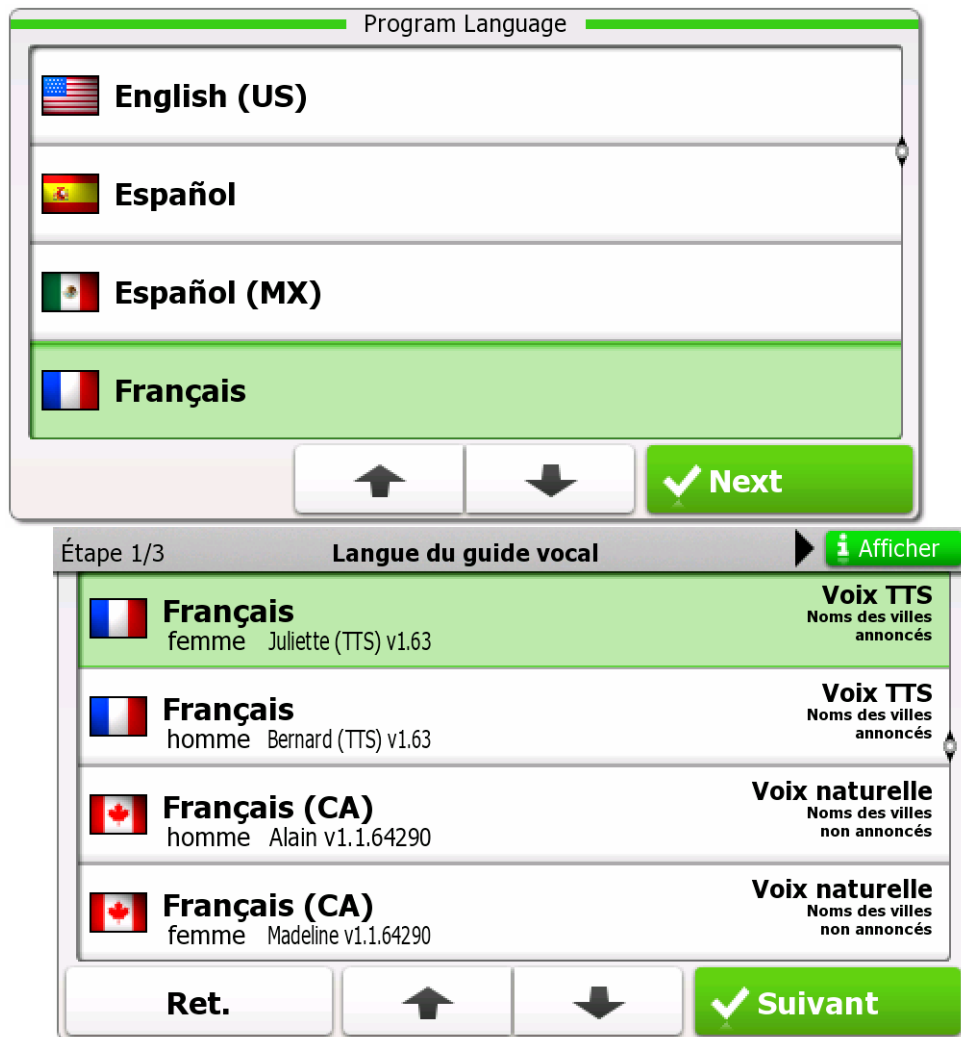 Program Language
English (US)
Español
Español (MX)
Français
Next
Étape 1/3 Langue du guide vocal Afficher
Français Voix TTS
femme Juliette (TTS) v1.63 Noms des villes
annoncés
Français Voix TTS
homme Bernard (TTS) v1.63 Noms des villes
annoncés
Français (CA) Voix naturelle
homme Alain v1.1.64290 Noms des villes
non annoncés
Français (CA) Voix naturelle
femme Madeline v1.1.64290 Noms des villes
non annoncés
Ret. Suivant